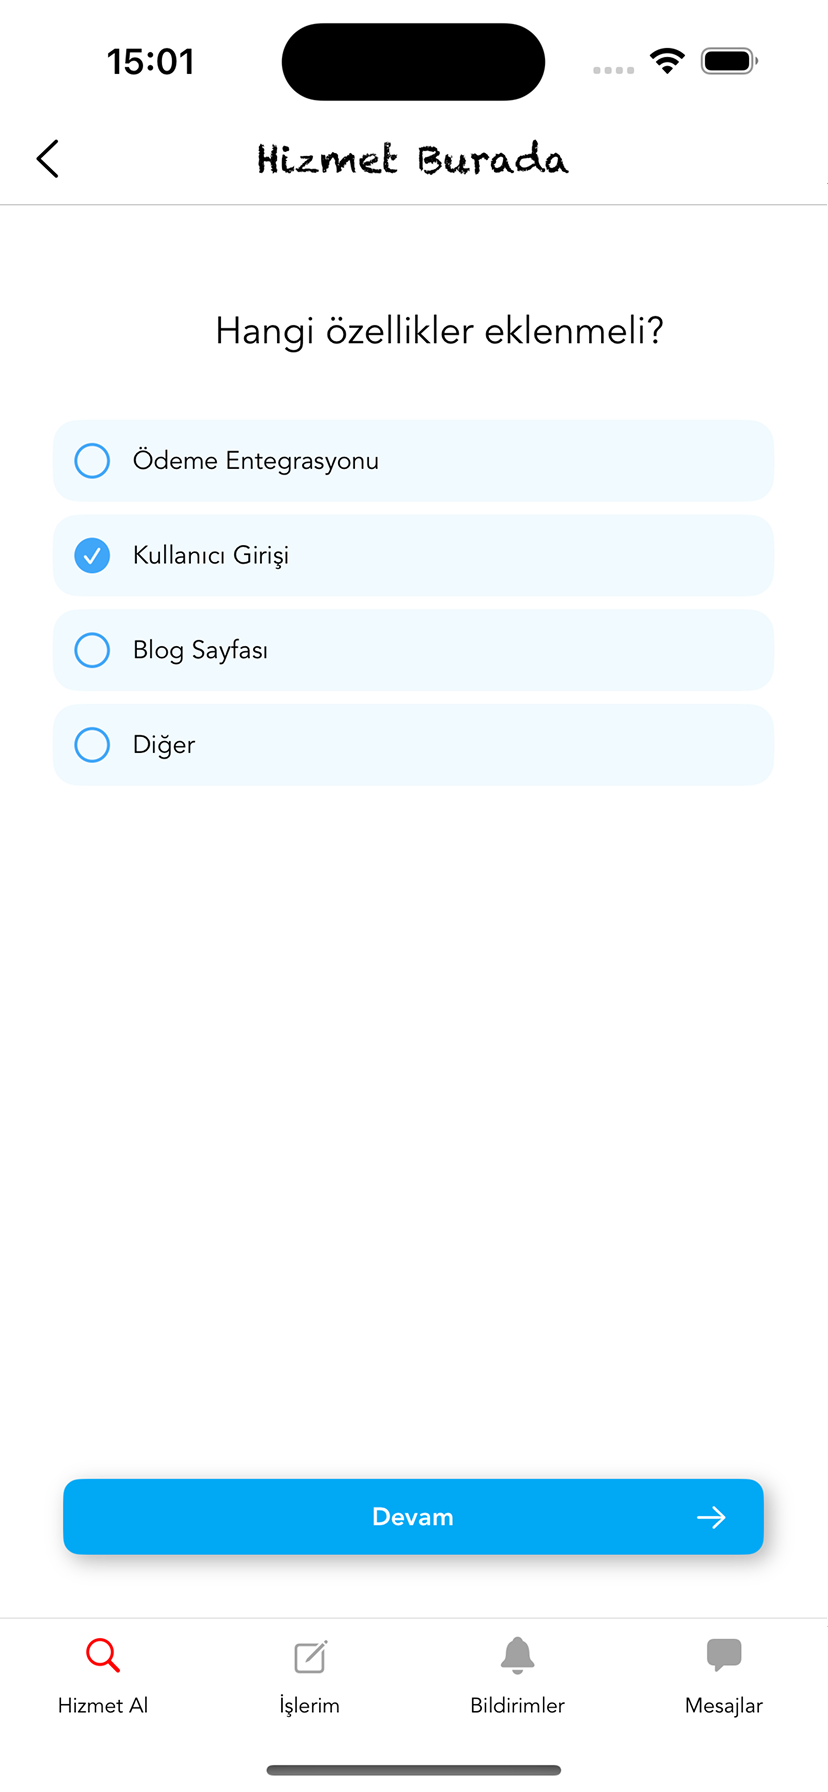 15:01
Hizmet Burada
Hangi özellikler eklenmeli?
Ödeme Entegrasyonu
Kullanıcı Girişi
Blog Sayfası
Diğer
Devam
Hizmet Al
İşlerim
Bildirimler
Mesajlar